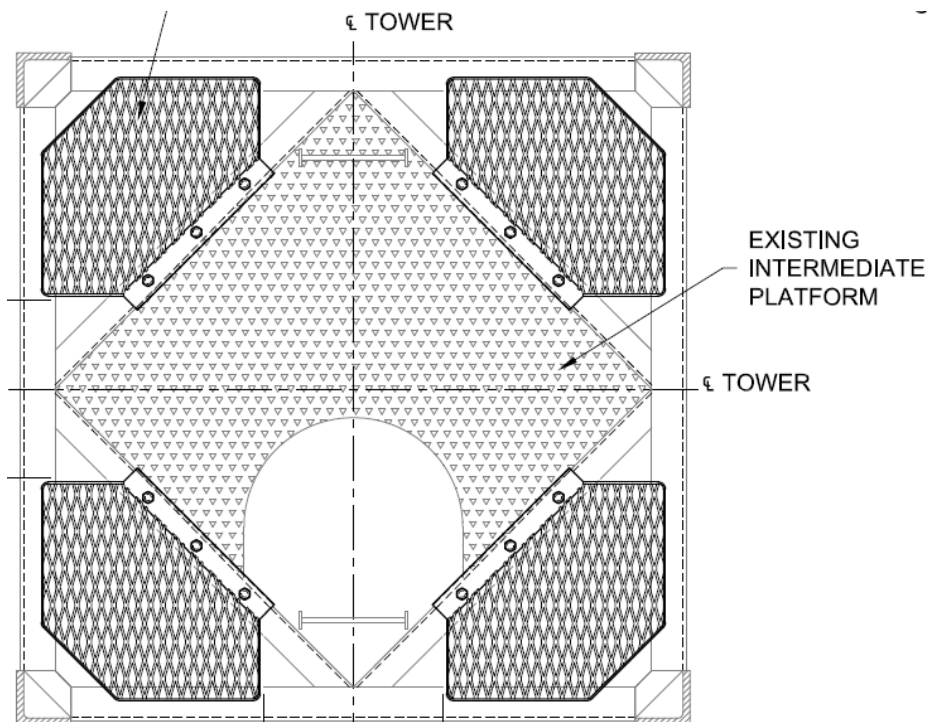 ℄ TOWER
EXISTING
INTERMEDIATE
PLATFORM
℄ TOWER